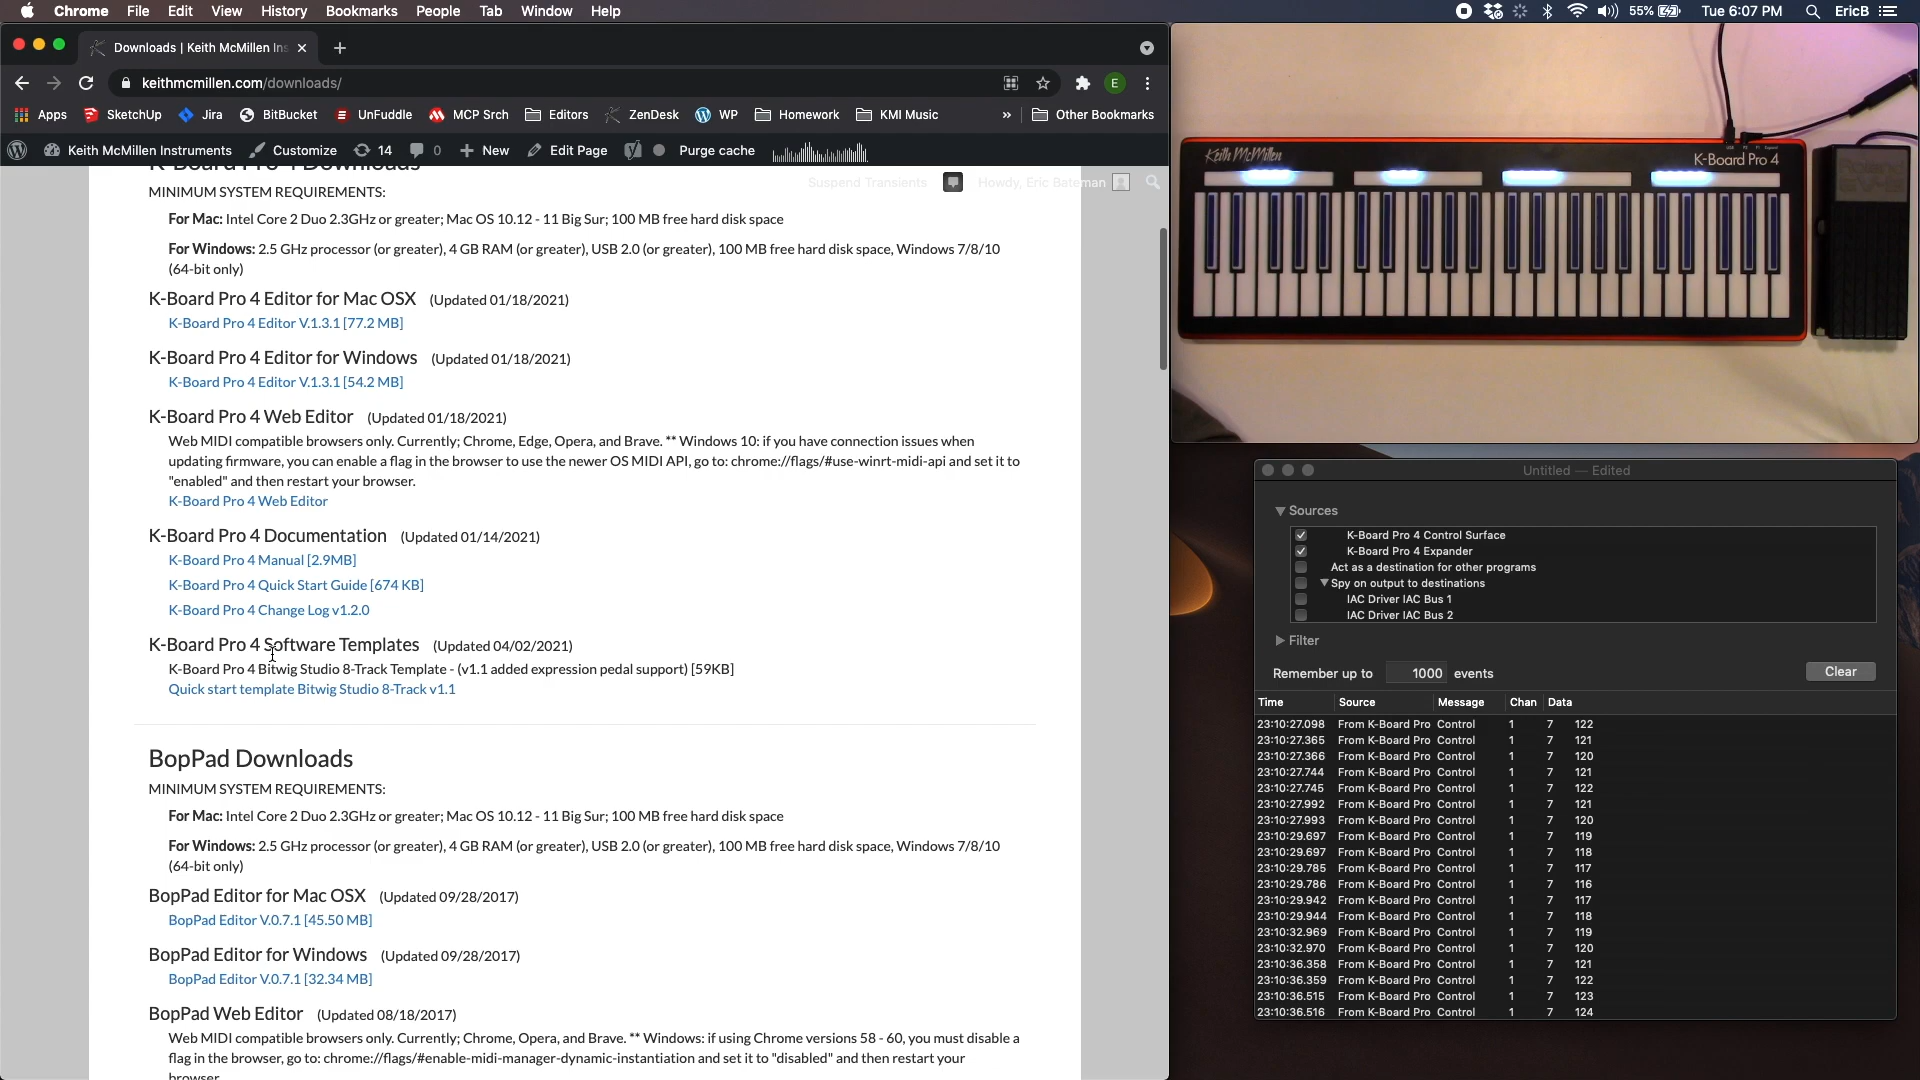 Chrome File Edit View History Bookmarks People Tab Window Help 55% Tue 6:07 PM EricB
Downloads | Keith McMillen Ins
keithmcmillen.com/downloads/ E
Apps SketchUp Jira BitBucket UnFuddle MCP Srch Editors ZenDesk WP Homework KMI Music » Other Bookmarks
Keith McMillen Instruments Customize 14 0 New Edit Page Purge cache
Suspend Transients Howdy, Eric Bateman
K-Board Pro 4 Downloads
MINIMUM SYSTEM REQUIREMENTS:
For Mac: Intel Core 2 Duo 2.3GHz or greater; Mac OS 10.12 - 11 Big Sur; 100 MB free hard disk space
For Windows: 2.5 GHz processor (or greater), 4 GB RAM (or greater), USB 2.0 (or greater), 100 MB free hard disk space, Windows 7/8/10
(64-bit only)
K-Board Pro 4 Editor for Mac OSX (Updated 01/18/2021)
K-Board Pro 4 Editor V.1.3.1 [77.2 MB]
K-Board Pro 4 Editor for Windows (Updated 01/18/2021)
K-Board Pro 4 Editor V.1.3.1 [54.2 MB]
K-Board Pro 4 Web Editor (Updated 01/18/2021)
Web MIDI compatible browsers only. Currently; Chrome, Edge, Opera, and Brave. ** Windows 10: if you have connection issues when
updating firmware, you can enable a flag in the browser to use the newer OS MIDI API, go to: chrome://flags/#use-winrt-midi-api and set it to
"enabled" and then restart your browser.
K-Board Pro 4 Web Editor
K-Board Pro 4 Documentation (Updated 01/14/2021)
K-Board Pro 4 Manual [2.9MB]
K-Board Pro 4 Quick Start Guide [674 KB]
K-Board Pro 4 Change Log v1.2.0
K-Board Pro 4 Software Templates (Updated 04/02/2021)
K-Board Pro 4 Bitwig Studio 8-Track Template - (v1.1 added expression pedal support) [59KB]
Quick start template Bitwig Studio 8-Track v1.1
BopPad Downloads
MINIMUM SYSTEM REQUIREMENTS:
For Mac: Intel Core 2 Duo 2.3GHz or greater; Mac OS 10.12 - 11 Big Sur; 100 MB free hard disk space
For Windows: 2.5 GHz processor (or greater), 4 GB RAM (or greater), USB 2.0 (or greater), 100 MB free hard disk space, Windows 7/8/10
(64-bit only)
BopPad Editor for Mac OSX (Updated 09/28/2017)
BopPad Editor V.0.7.1 [45.50 MB]
BopPad Editor for Windows (Updated 09/28/2017)
BopPad Editor V.0.7.1 [32.34 MB]
BopPad Web Editor (Updated 08/18/2017)
Web MIDI compatible browsers only. Currently; Chrome, Opera, and Brave. ** Windows: if using Chrome versions 58 - 60, you must disable a
flag in the browser, go to: chrome://flags/#enable-midi-manager-dynamic-instantiation and set it to "disabled" and then restart your
browser.
Keith McMillen K-Board Pro 4
Untitled — Edited
Sources
K-Board Pro 4 Control Surface
K-Board Pro 4 Expander
Act as a destination for other programs
Spy on output to destinations
IAC Driver IAC Bus 1
IAC Driver IAC Bus 2
Filter
Remember up to 1000 events Clear
Time Source Message Chan Data
23:10:27.098 From K-Board Pro Control 1 7 122
23:10:27.365 From K-Board Pro Control 1 7 121
23:10:27.366 From K-Board Pro Control 1 7 120
23:10:27.744 From K-Board Pro Control 1 7 121
23:10:27.745 From K-Board Pro Control 1 7 122
23:10:27.992 From K-Board Pro Control 1 7 121
23:10:27.993 From K-Board Pro Control 1 7 120
23:10:29.697 From K-Board Pro Control 1 7 119
23:10:29.697 From K-Board Pro Control 1 7 118
23:10:29.785 From K-Board Pro Control 1 7 117
23:10:29.786 From K-Board Pro Control 1 7 116
23:10:29.942 From K-Board Pro Control 1 7 117
23:10:29.944 From K-Board Pro Control 1 7 118
23:10:32.969 From K-Board Pro Control 1 7 119
23:10:32.970 From K-Board Pro Control 1 7 120
23:10:36.358 From K-Board Pro Control 1 7 121
23:10:36.359 From K-Board Pro Control 1 7 122
23:10:36.515 From K-Board Pro Control 1 7 123
23:10:36.516 From K-Board Pro Control 1 7 124